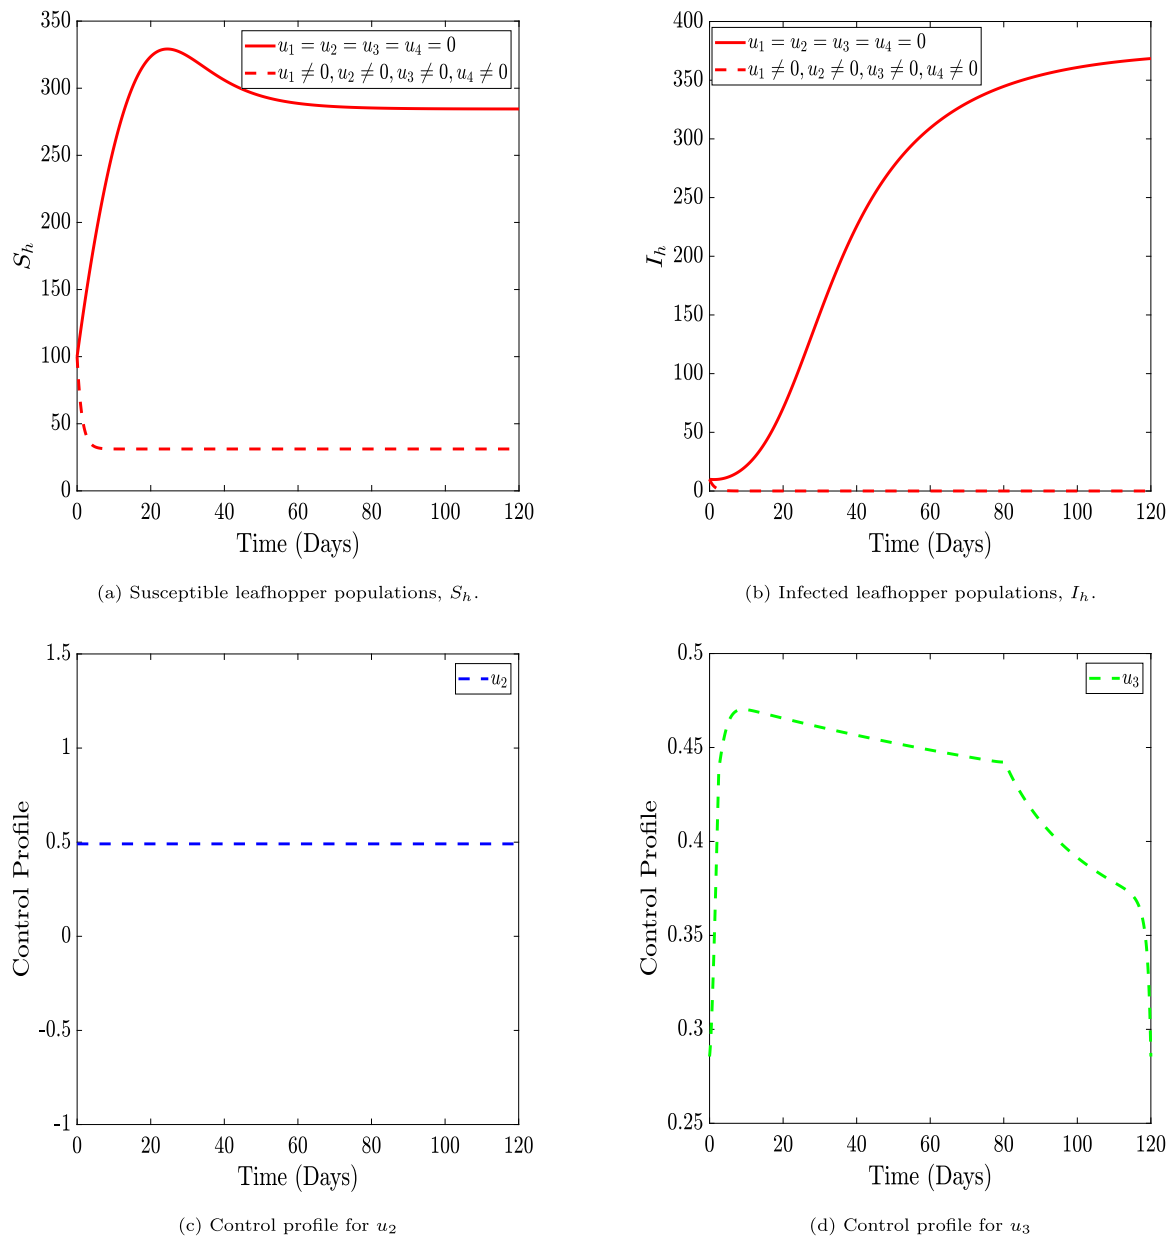 350
300
250
200
150
100
50
0
S_h
u_1 = u_2 = u_3 = u_4 = 0
u_1 ≠ 0, u_2 ≠ 0, u_3 ≠ 0, u_4 ≠ 0
0 20 40 60 80 100 120
Time (Days)
(a) Susceptible leafhopper populations, S_h.
400
350
300
250
200
150
100
50
0
I_h
u_1 = u_2 = u_3 = u_4 = 0
u_1 ≠ 0, u_2 ≠ 0, u_3 ≠ 0, u_4 ≠ 0
0 20 40 60 80 100 120
Time (Days)
(b) Infected leafhopper populations, I_h.
1.5
1
0.5
0
-0.5
-1
Control Profile
u_2
0 20 40 60 80 100 120
Time (Days)
(c) Control profile for u_2
0.5
0.45
0.4
0.35
0.3
0.25
Control Profile
u_3
0 20 40 60 80 100 120
Time (Days)
(d) Control profile for u_3